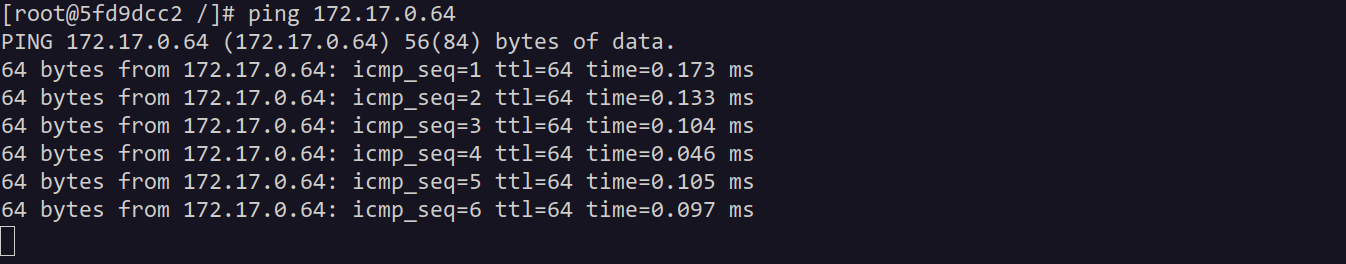 [root@5fd9dcc2 /]# ping 172.17.0.64
PING 172.17.0.64 (172.17.0.64) 56(84) bytes of data.
64 bytes from 172.17.0.64: icmp_seq=1 ttl=64 time=0.173 ms
64 bytes from 172.17.0.64: icmp_seq=2 ttl=64 time=0.133 ms
64 bytes from 172.17.0.64: icmp_seq=3 ttl=64 time=0.104 ms
64 bytes from 172.17.0.64: icmp_seq=4 ttl=64 time=0.046 ms
64 bytes from 172.17.0.64: icmp_seq=5 ttl=64 time=0.105 ms
64 bytes from 172.17.0.64: icmp_seq=6 ttl=64 time=0.097 ms